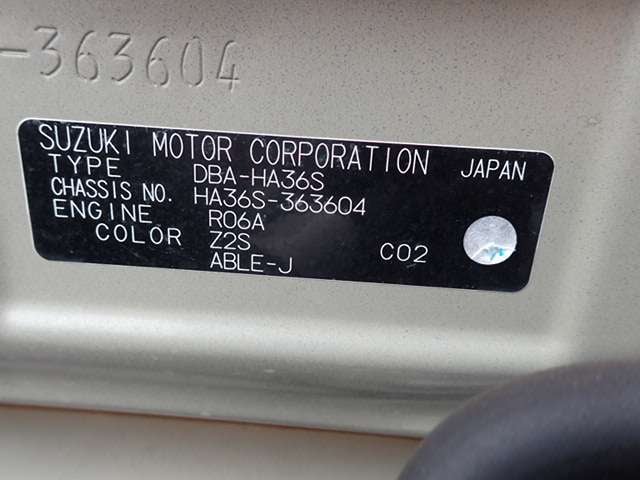 -363604
SUZUKI MOTOR CORPORATION JAPAN
TYPE DBA-HA36S
CHASSIS NO. HA36S-363604
ENGINE R06A
COLOR Z2S C02
ABLE-J